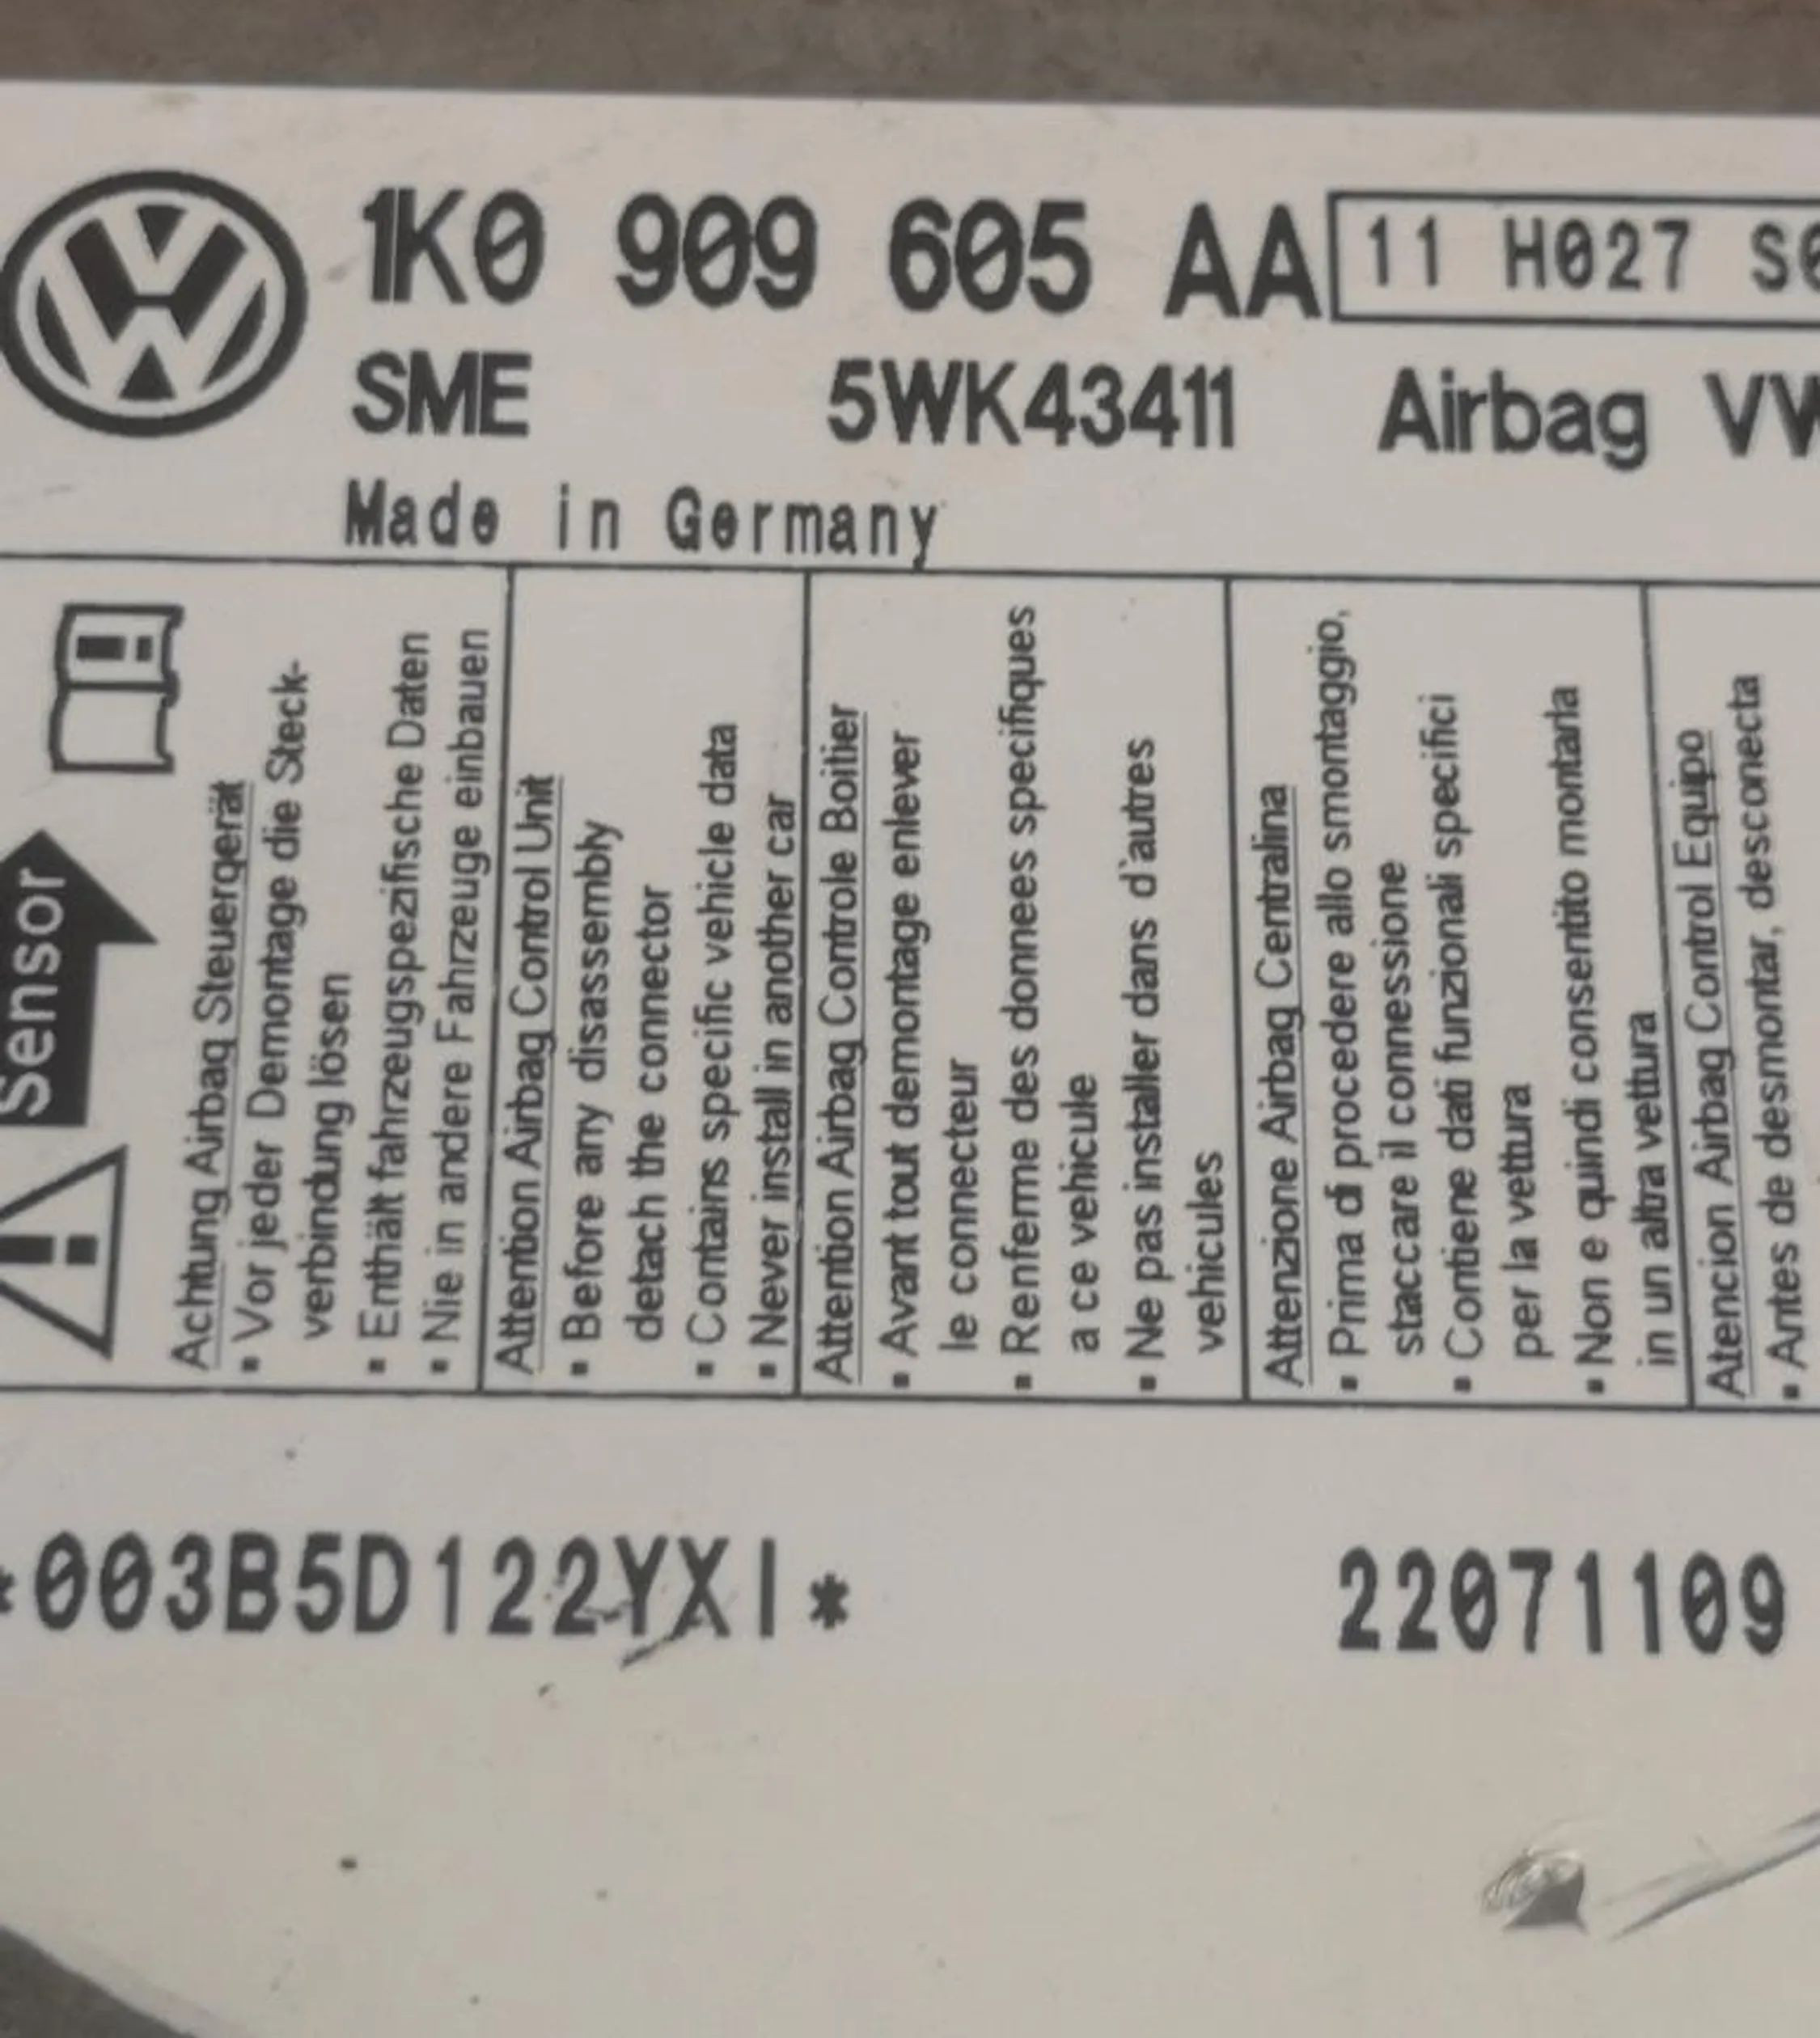 1K0 909 605 AA 11 H027
SME 5WK43411 Airbag
Made in Germany
Sensor
Achtung Airbag Steuergerät
▪ Vor jeder Demontage die Steck-
verbindung lösen
▪ Enthält fahrzeugspezifische Daten
▪ Nie in andere Fahrzeuge einbauen
Attention Airbag Control Unit
▪ Before any disassembly
detach the connector
▪ Contains specific vehicle data
▪ Never install in another car
Attention Airbag Controle Boitier
▪ Avant tout demontage enlever
le connecteur
▪ Renferme des donnees specifiques
a ce vehicule
▪ Ne pas installer dans d`autres
vehicules
Attenzione Airbag Centralina
▪ Prima di procedere allo smontaggio,
staccare il connessione
▪ Contiene dati funzionali specifici
per la vettura
▪ Non e quindi consentito montarla
in un altra vettura
Atencion Airbag Control Equipo
▪ Antes de desmontar, desconecta
*003B5D122YXI* 22071109